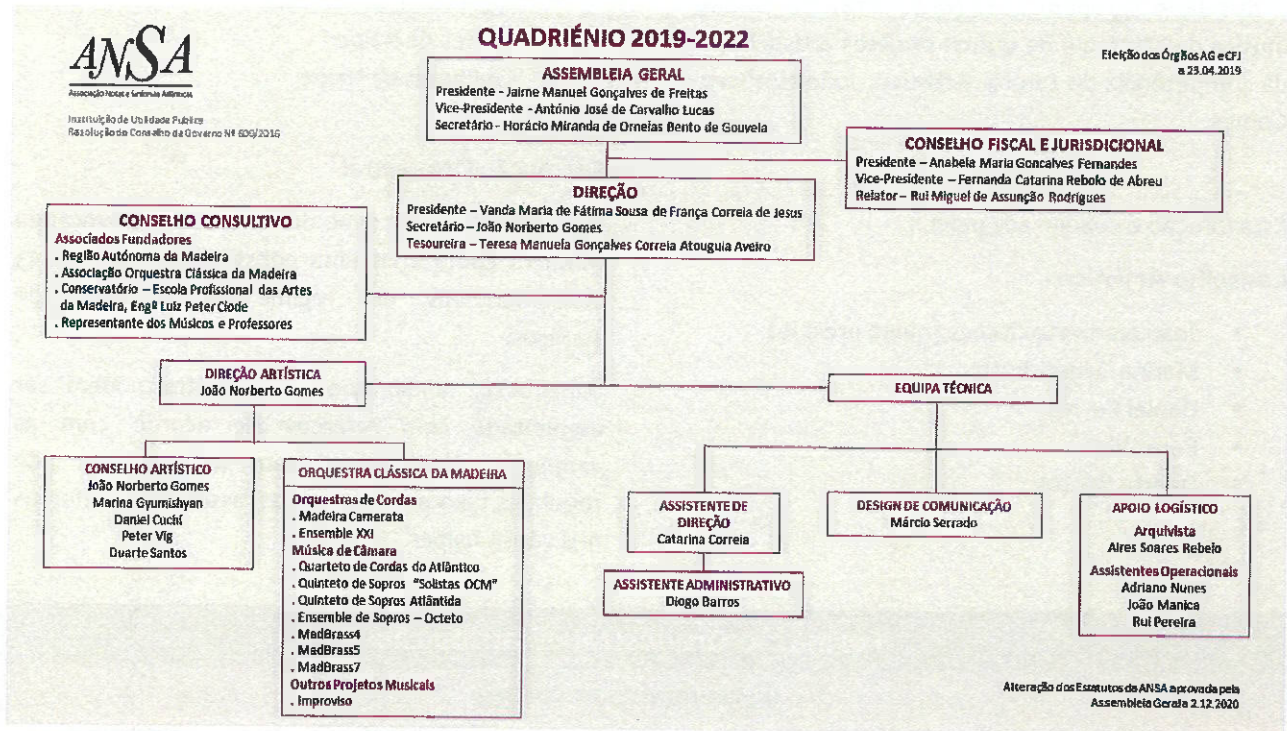 ANSA
Associação Notas e Sinfonias Atlânticas
Instituição de Utilidade Pública
Resolução do Conselho do Governo Nº 600/2016
QUADRIÉNIO 2019-2022
Eleição dos Órgãos AG e CFJ
a 23.04.2019
ASSEMBLEIA GERAL
Presidente - Jaime Manuel Gonçalves de Freitas
Vice-Presidente - António José de Carvalho Lucas
Secretário - Horácio Miranda de Ornelas Bento de Gouveia
CONSELHO FISCAL E JURISDICIONAL
Presidente – Anabela Maria Goncalves Fernandes
Vice-Presidente – Fernanda Catarina Rebolo de Abreu
Relator – Rui Miguel de Assunção Rodrigues
DIREÇÃO
Presidente – Vanda Maria de Fátima Sousa de França Correia de Jesus
Secretário – João Norberto Gomes
Tesoureira – Teresa Manuela Gonçalves Correia Atouguia Aveiro
CONSELHO CONSULTIVO
Associados Fundadores
. Região Autónoma da Madeira
. Associação Orquestra Clássica da Madeira
. Conservatório – Escola Profissional das Artes
da Madeira, Engº Luiz Peter Clode
. Representante dos Músicos e Professores
DIREÇÃO ARTÍSTICA
João Norberto Gomes
EQUIPA TÉCNICA
CONSELHO ARTÍSTICO
João Norberto Gomes
Marina Gyumishyan
Daniel Cuchi
Peter Vig
Duarte Santos
ORQUESTRA CLÁSSICA DA MADEIRA
Orquestras de Cordas
. Madeira Camerata
. Ensemble XXI
Música de Câmara
. Quarteto de Cordas do Atlântico
. Quinteto de Sopros "Solistas OCM"
. Quinteto de Sopros Atlântida
. Ensemble de Sopros – Octeto
. MadBrass4
. MadBrass5
. MadBrass7
Outros Projetos Musicais
. Improviso
ASSISTENTE DE
DIREÇÃO
Catarina Correia
ASSISTENTE ADMINISTRATIVO
Diogo Barros
DESIGN DE COMUNICAÇÃO
Márcio Serrado
APOIO LOGÍSTICO
Arquivista
Aires Soares Rebelo
Assistentes Operacionais
Adriano Nunes
João Manica
Rui Pereira
Alteração dos Estatutos da ANSA aprovada pela
Assembleia Geral a 2.12.2020